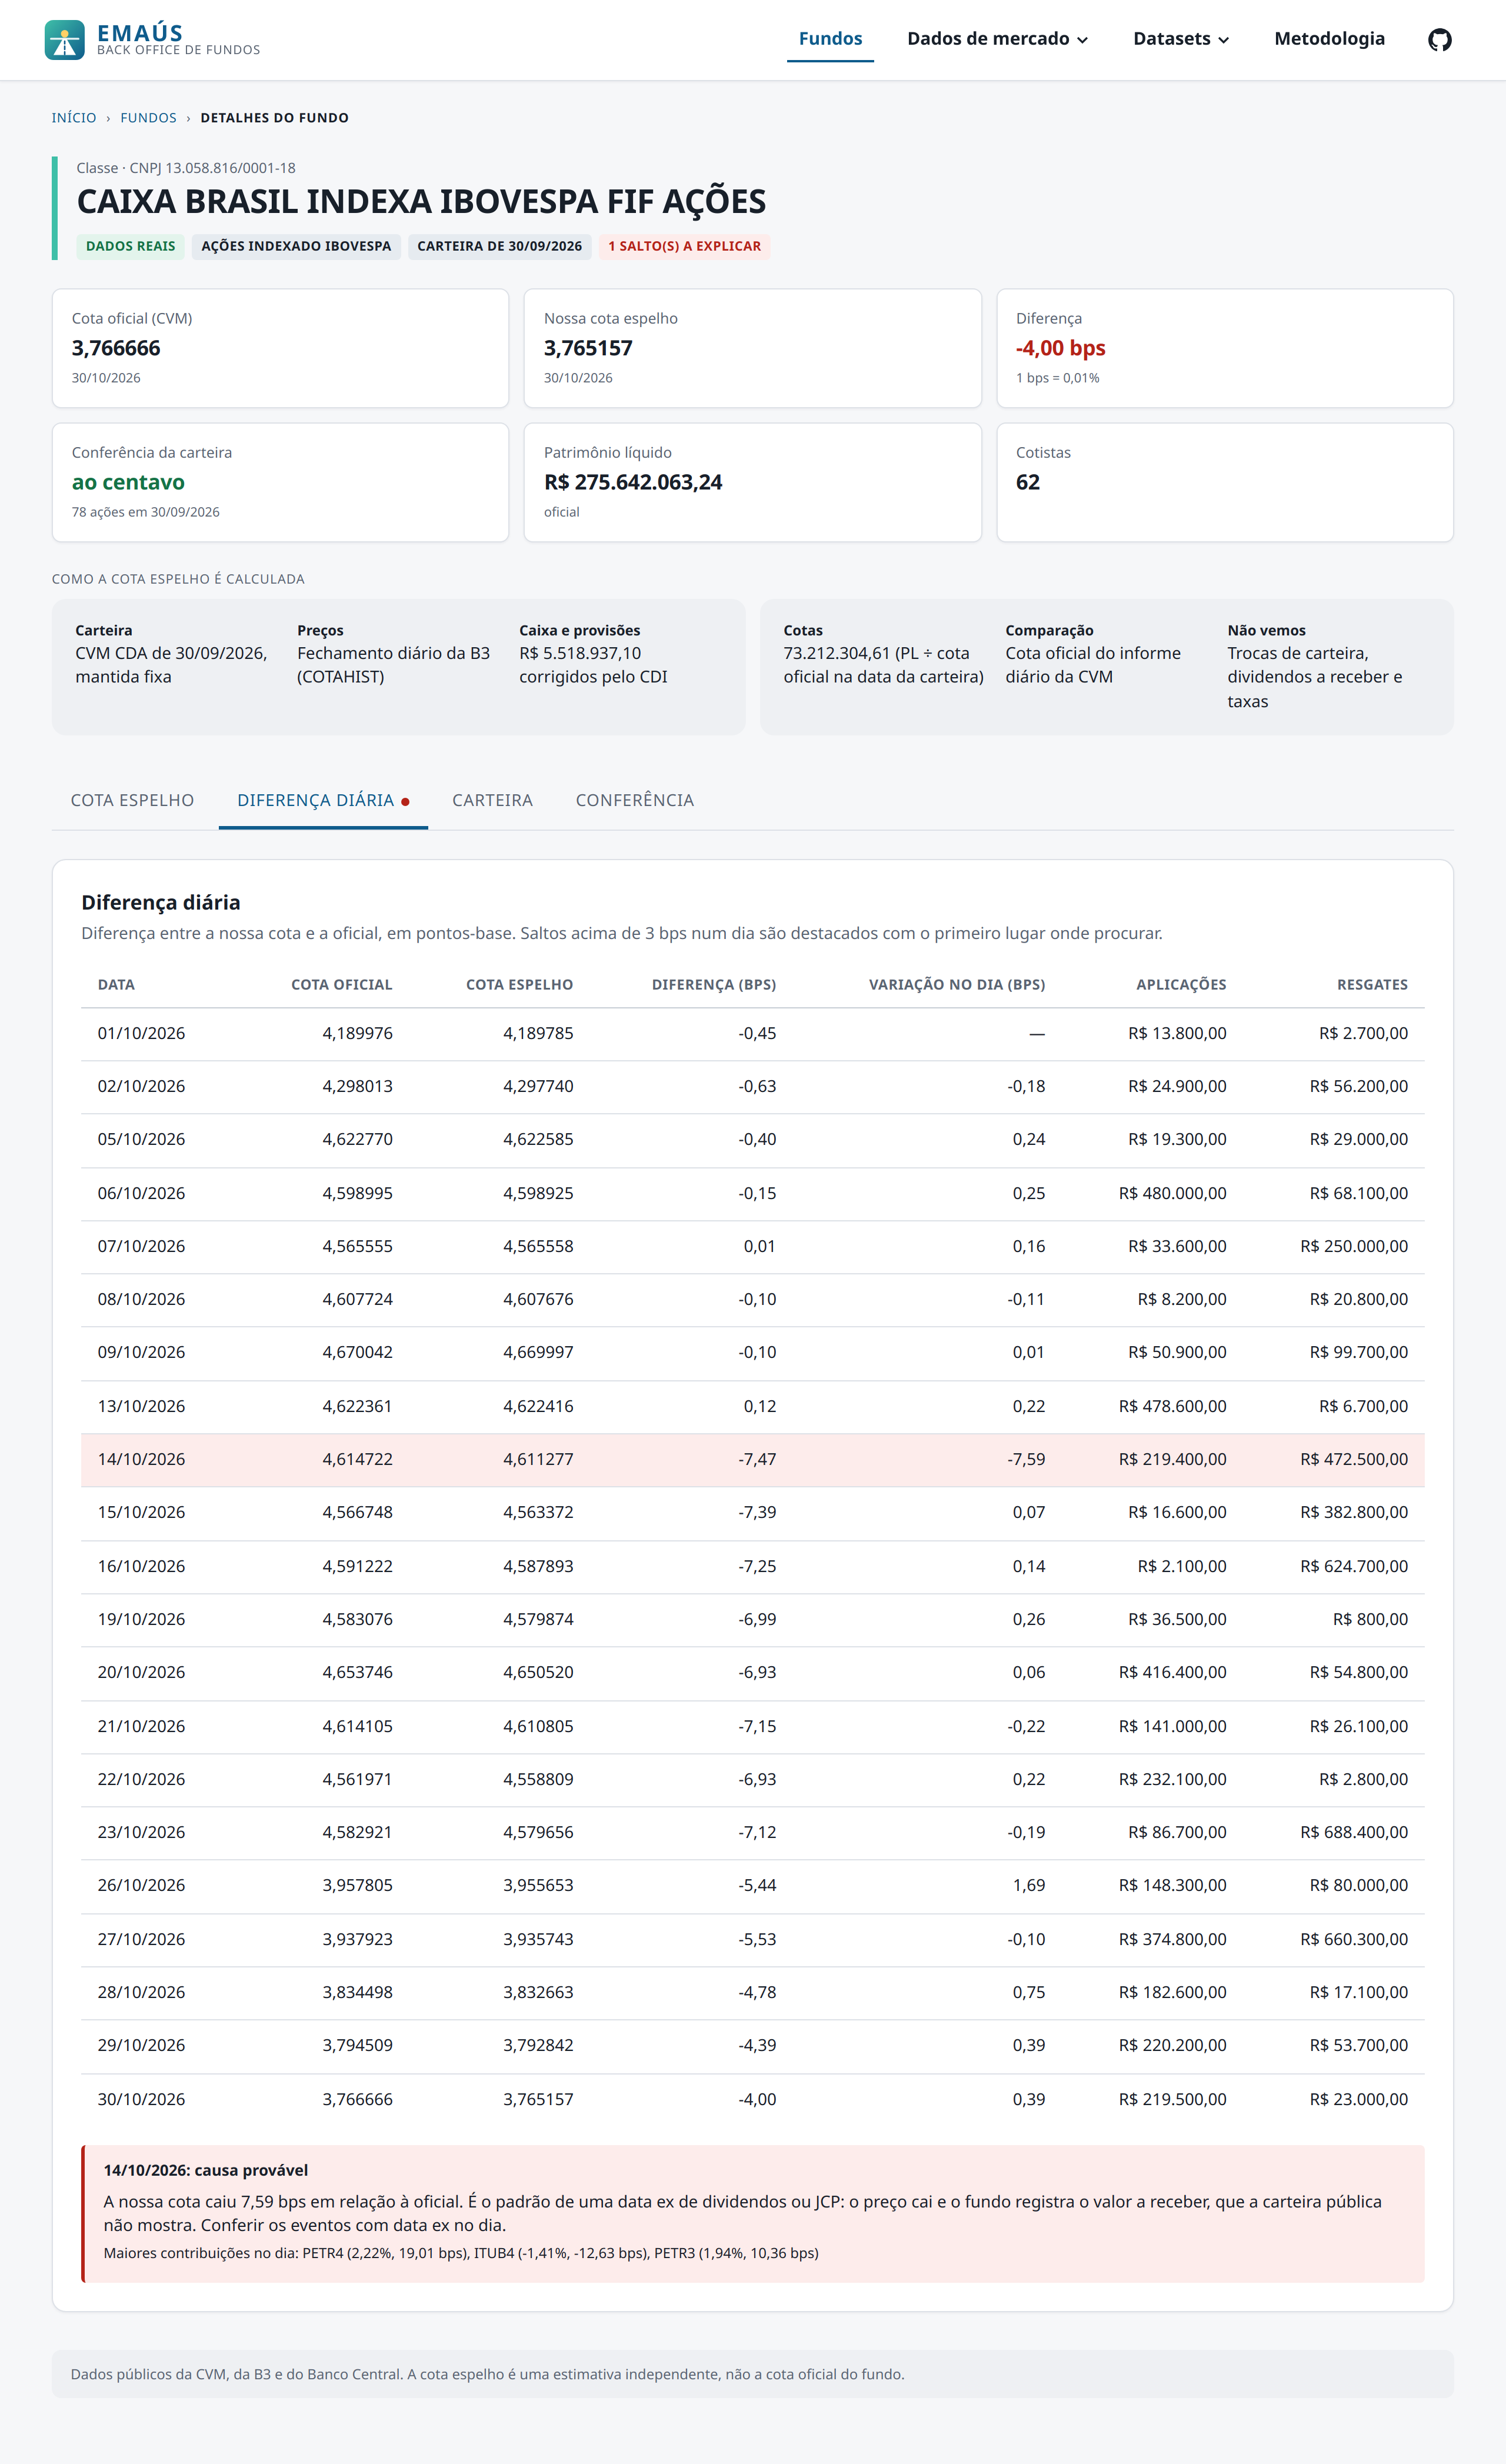 EMAÚS
BACK OFFICE DE FUNDOS
Fundos
Dados de mercado
Datasets
Metodologia
INÍCIO › FUNDOS › DETALHES DO FUNDO
Classe · CNPJ 13.058.816/0001-18
CAIXA BRASIL INDEXA IBOVESPA FIF AÇÕES
DADOS REAIS
AÇÕES INDEXADO IBOVESPA
CARTEIRA DE 30/09/2026
1 SALTO(S) A EXPLICAR
Cota oficial (CVM)
3,766666
30/10/2026
Nossa cota espelho
3,765157
30/10/2026
Diferença
-4,00 bps
1 bps = 0,01%
Conferência da carteira
ao centavo
78 ações em 30/09/2026
Patrimônio líquido
R$ 275.642.063,24
oficial
Cotistas
62
COMO A COTA ESPELHO É CALCULADA
Carteira
CVM CDA de 30/09/2026,
mantida fixa
Preços
Fechamento diário da B3
(COTAHIST)
Caixa e provisões
R$ 5.518.937,10
corrigidos pelo CDI
Cotas
73.212.304,61 (PL ÷ cota
oficial na data da carteira)
Comparação
Cota oficial do informe
diário da CVM
Não vemos
Trocas de carteira,
dividendos a receber e
taxas
COTA ESPELHO
DIFERENÇA DIÁRIA
CARTEIRA
CONFERÊNCIA
Diferença diária
Diferença entre a nossa cota e a oficial, em pontos-base. Saltos acima de 3 bps num dia são destacados com o primeiro lugar onde procurar.
DATA COTA OFICIAL COTA ESPELHO DIFERENÇA (BPS) VARIAÇÃO NO DIA (BPS) APLICAÇÕES RESGATES
01/10/2026 4,189976 4,189785 -0,45 — R$ 13.800,00 R$ 2.700,00
02/10/2026 4,298013 4,297740 -0,63 -0,18 R$ 24.900,00 R$ 56.200,00
05/10/2026 4,622770 4,622585 -0,40 0,24 R$ 19.300,00 R$ 29.000,00
06/10/2026 4,598995 4,598925 -0,15 0,25 R$ 480.000,00 R$ 68.100,00
07/10/2026 4,565555 4,565558 0,01 0,16 R$ 33.600,00 R$ 250.000,00
08/10/2026 4,607724 4,607676 -0,10 -0,11 R$ 8.200,00 R$ 20.800,00
09/10/2026 4,670042 4,669997 -0,10 0,01 R$ 50.900,00 R$ 99.700,00
13/10/2026 4,622361 4,622416 0,12 0,22 R$ 478.600,00 R$ 6.700,00
14/10/2026 4,614722 4,611277 -7,47 -7,59 R$ 219.400,00 R$ 472.500,00
15/10/2026 4,566748 4,563372 -7,39 0,07 R$ 16.600,00 R$ 382.800,00
16/10/2026 4,591222 4,587893 -7,25 0,14 R$ 2.100,00 R$ 624.700,00
19/10/2026 4,583076 4,579874 -6,99 0,26 R$ 36.500,00 R$ 800,00
20/10/2026 4,653746 4,650520 -6,93 0,06 R$ 416.400,00 R$ 54.800,00
21/10/2026 4,614105 4,610805 -7,15 -0,22 R$ 141.000,00 R$ 26.100,00
22/10/2026 4,561971 4,558809 -6,93 0,22 R$ 232.100,00 R$ 2.800,00
23/10/2026 4,582921 4,579656 -7,12 -0,19 R$ 86.700,00 R$ 688.400,00
26/10/2026 3,957805 3,955653 -5,44 1,69 R$ 148.300,00 R$ 80.000,00
27/10/2026 3,937923 3,935743 -5,53 -0,10 R$ 374.800,00 R$ 660.300,00
28/10/2026 3,834498 3,832663 -4,78 0,75 R$ 182.600,00 R$ 17.100,00
29/10/2026 3,794509 3,792842 -4,39 0,39 R$ 220.200,00 R$ 53.700,00
30/10/2026 3,766666 3,765157 -4,00 0,39 R$ 219.500,00 R$ 23.000,00
14/10/2026: causa provável
A nossa cota caiu 7,59 bps em relação à oficial. É o padrão de uma data ex de dividendos ou JCP: o preço cai e o fundo registra o valor a receber, que a carteira pública
não mostra. Conferir os eventos com data ex no dia.
Maiores contribuições no dia: PETR4 (2,22%, 19,01 bps), ITUB4 (-1,41%, -12,63 bps), PETR3 (1,94%, 10,36 bps)
Dados públicos da CVM, da B3 e do Banco Central. A cota espelho é uma estimativa independente, não a cota oficial do fundo.